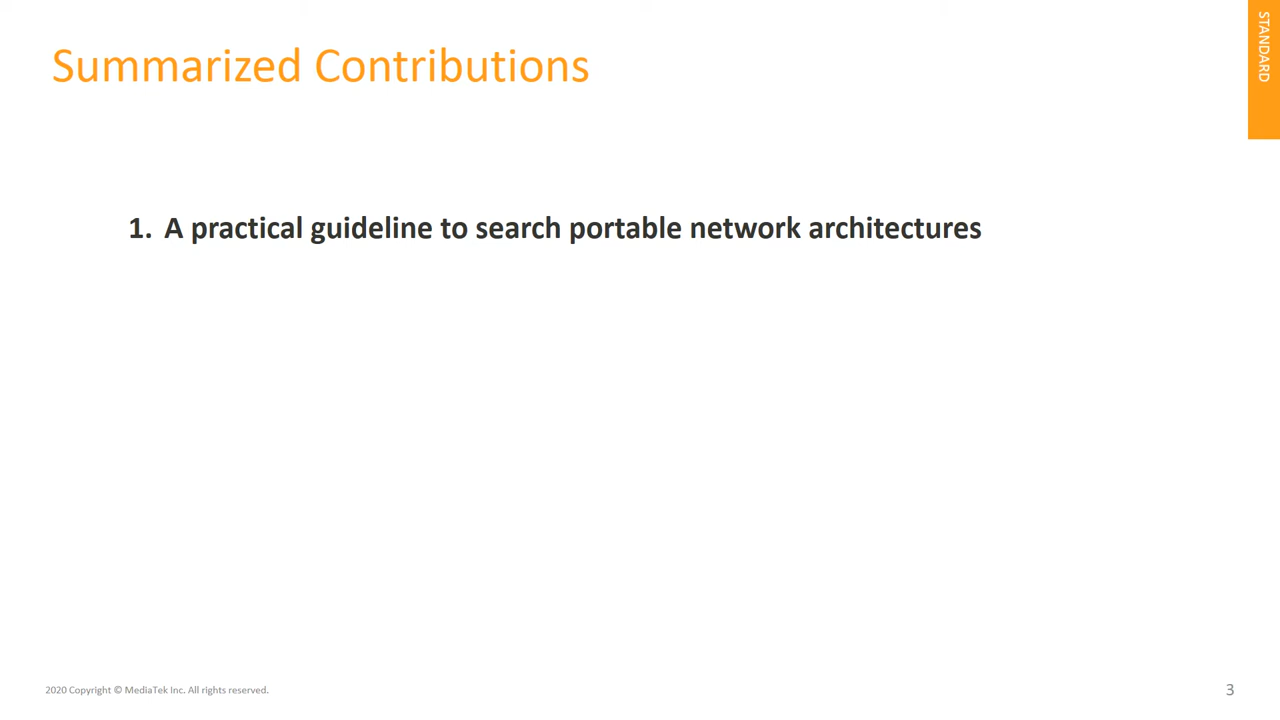 STANDARD
Summarized Contributions
1. A practical guideline to search portable network architectures
2020 Copyright © MediaTek Inc. All rights reserved.
3